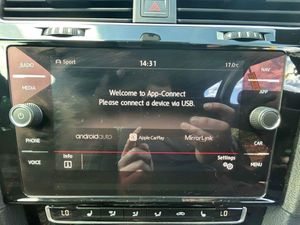 Sport
14:31
17.0°C
RADIO
NAV
MEDIA
APP
Welcome to App-Connect
Please connect a device via USB.
androidauto
Apple CarPlay
MirrorLink
PHONE
CAR
VOICE
Info
Settings
MENU
LO
LO